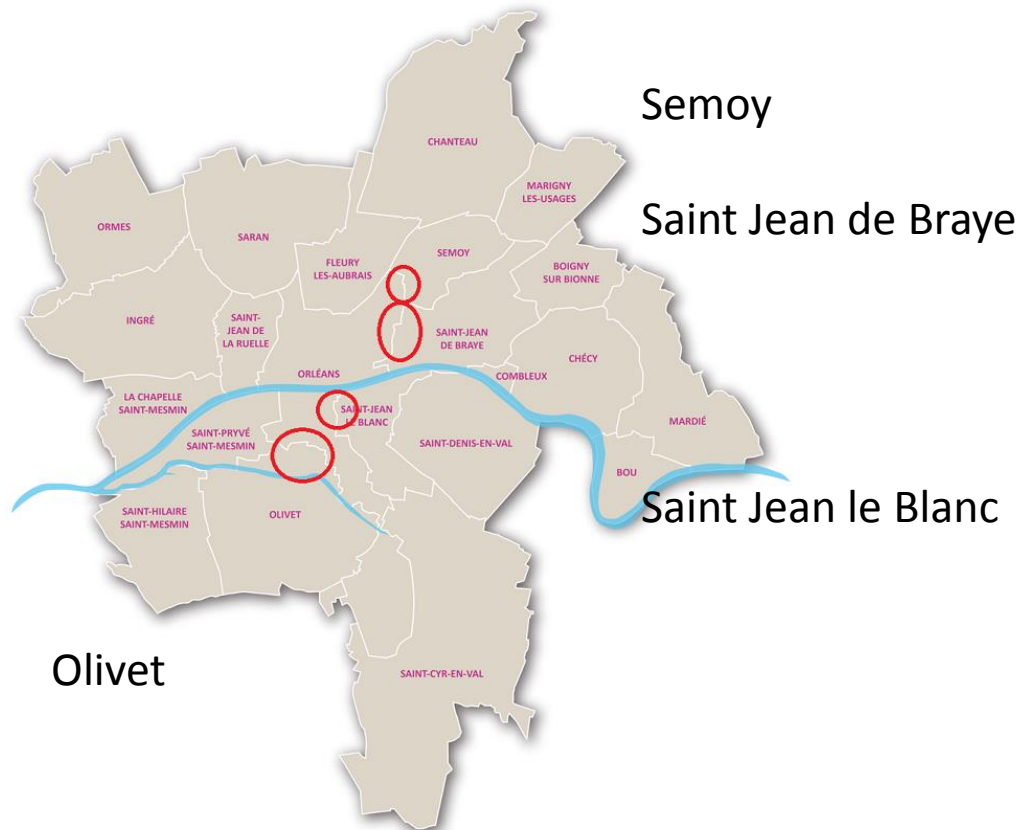 Semoy
CHANTEAU
MARIGNY
LES-USAGES
Saint Jean de Braye
ORMES
SARAN
SEMOY
FLEURY
LES-AUBRAIS
BOIGNY
SUR BIONNE
INGRÉ
SAINT-
JEAN DE
LA RUELLE
SAINT-JEAN
DE BRAYE
CHÉCY
ORLÉANS
COMBLEUX
LA CHAPELLE
SAINT-MESMIN
SAINT-JEAN
LE BLANC
MARDIÉ
SAINT-PRYVÉ
SAINT-MESMIN
SAINT-DENIS-EN-VAL
BOU
SAINT-HILAIRE
SAINT-MESMIN
OLIVET
Saint Jean le Blanc
Olivet
SAINT-CYR-EN-VAL